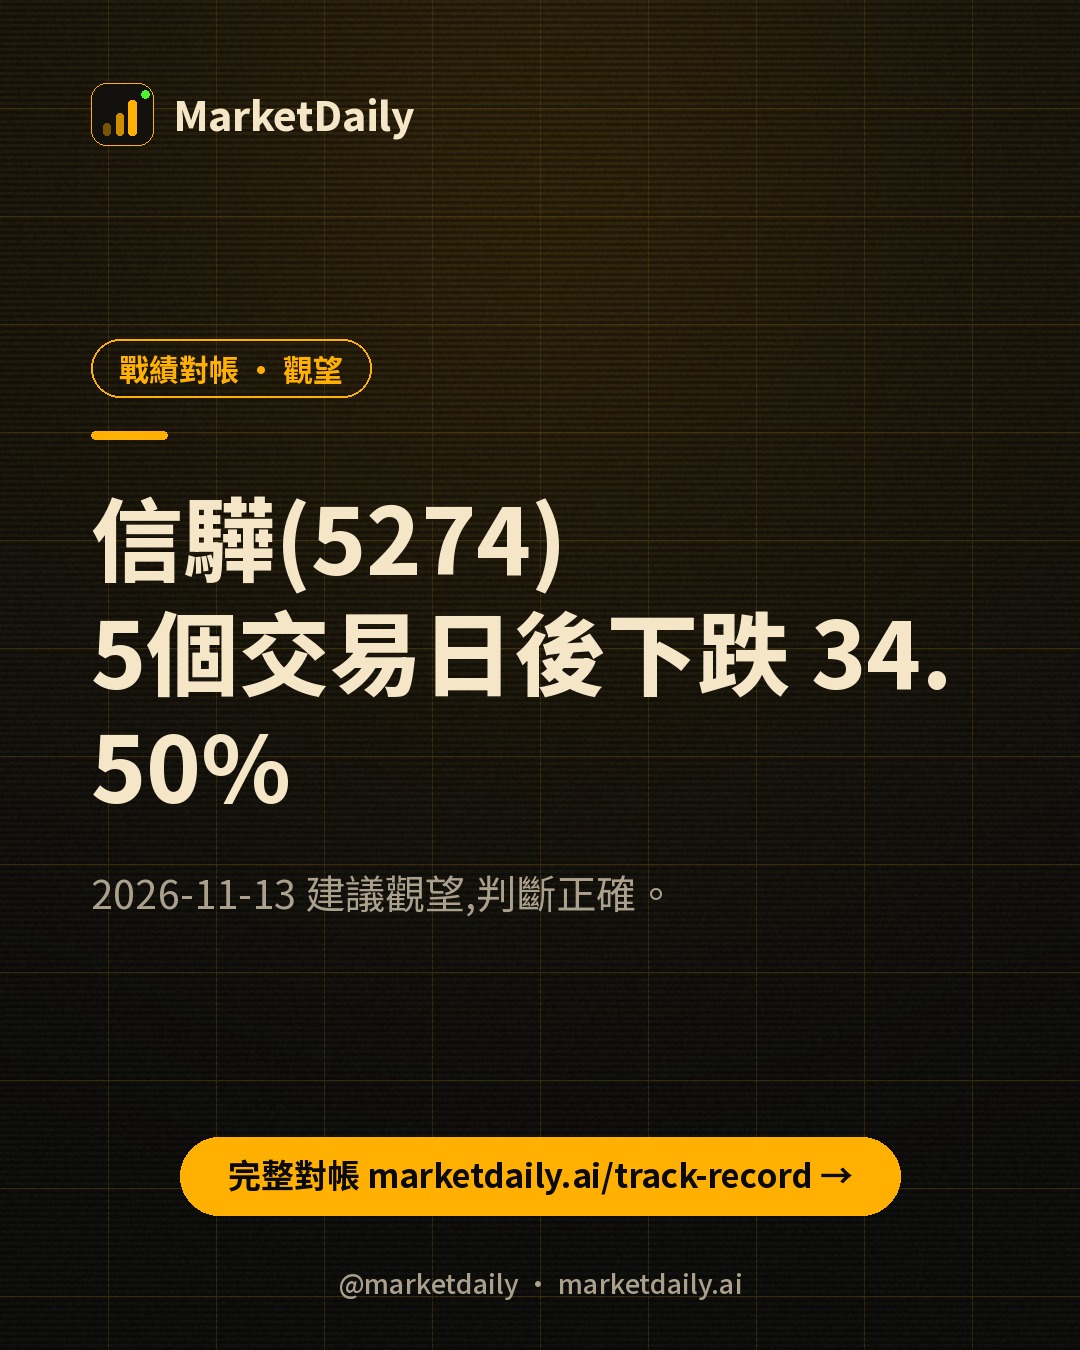 MarketDaily
戰績對帳 · 觀望
信驊(5274)
5個交易日後下跌 34.
50%
2026-11-13 建議觀望,判斷正確。
完整對帳 marketdaily.ai/track-record →
@marketdaily · marketdaily.ai